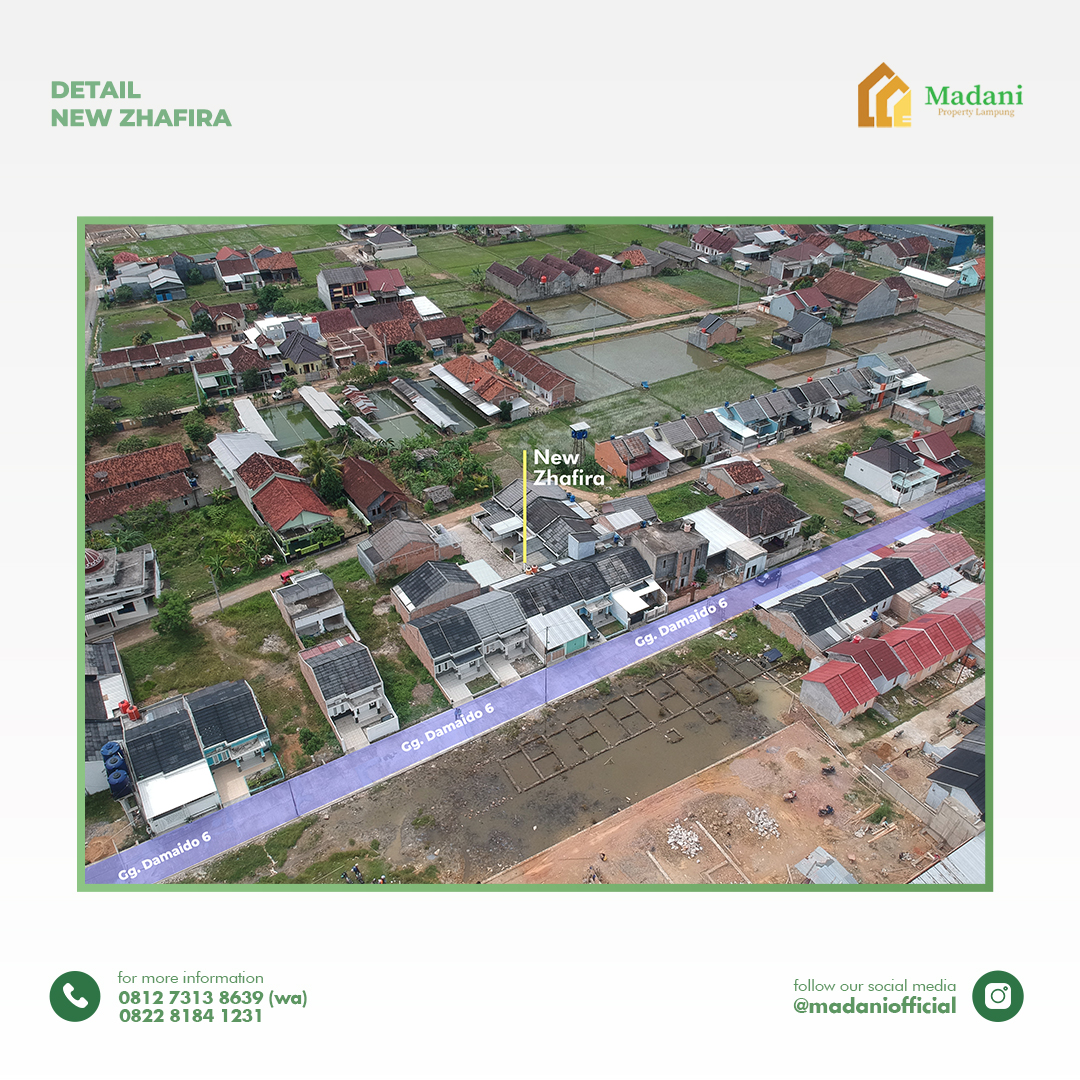 DETAIL
NEW ZHAFIRA
Madani
Property Lampung
New
Zhafira
Gg. Damaido 6
Gg. Damaido 6
Gg. Damaido 6
for more information
0812 7313 8639 (wa)
0822 8184 1231
follow our social media
@madaniofficial